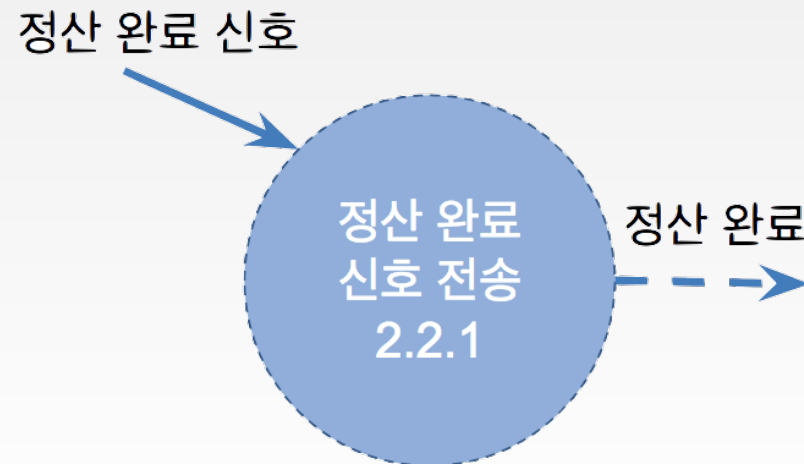 정산 완료 신호
정산 완료
신호 전송
2.2.1
정산 완료